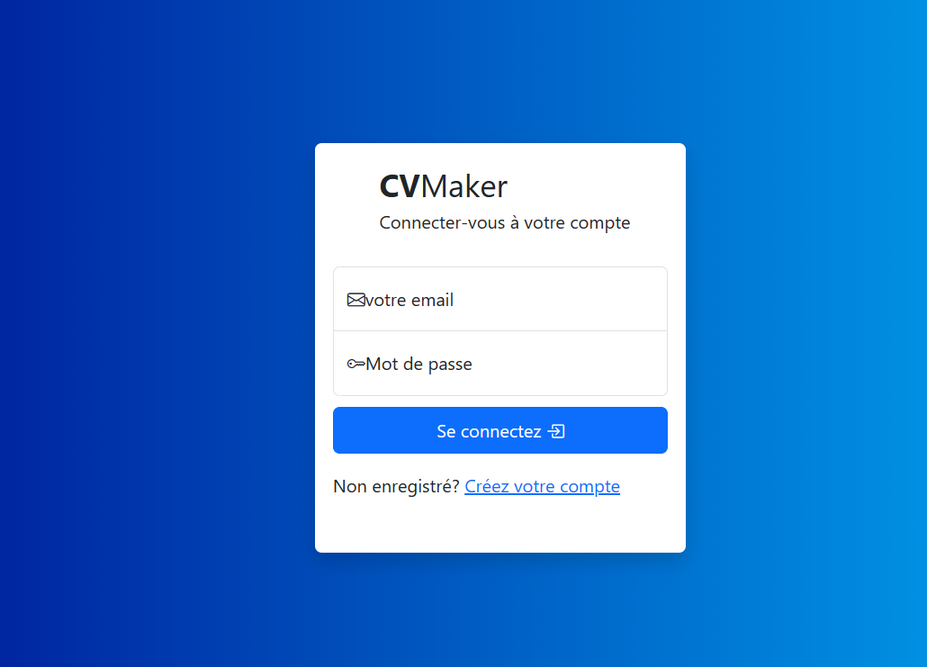 CVMaker
Connecter-vous à votre compte
votre email
Mot de passe
Se connectez
Non enregistré? Créez votre compte